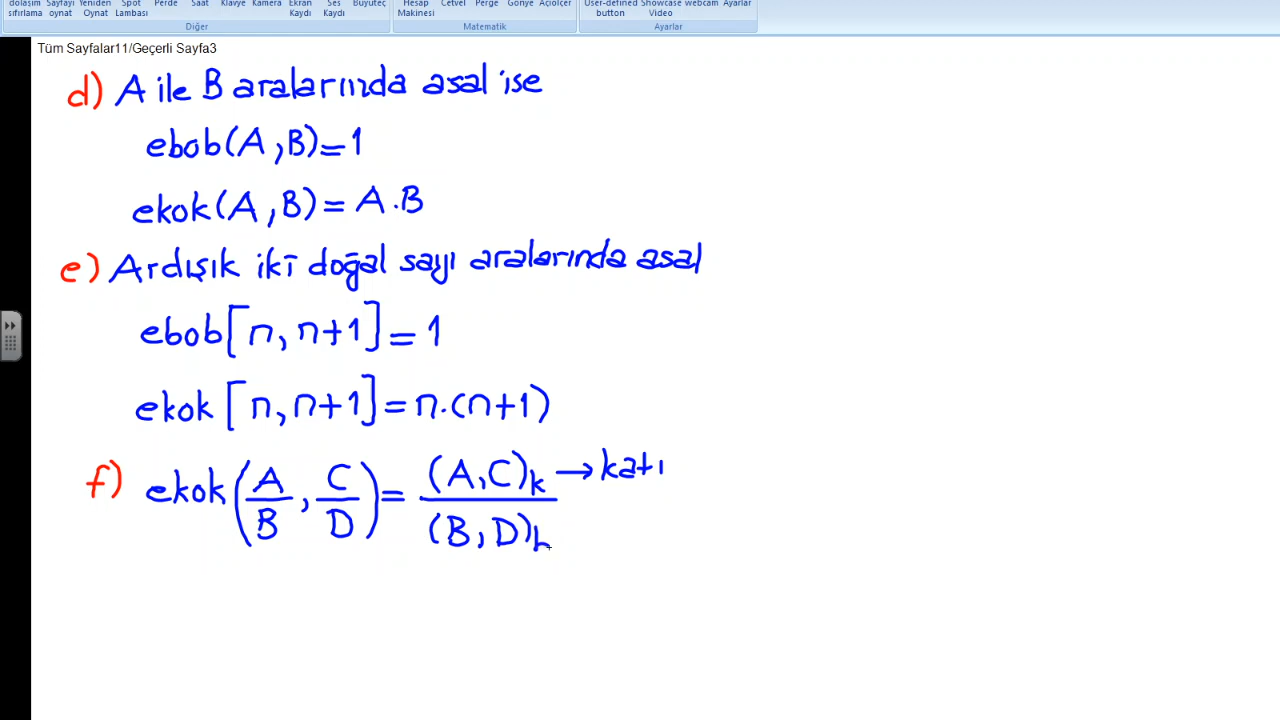 dolaşım Sayfayı Yeniden Spot Perde Saat Klavye Kamera Ekran Ses Büyüteç Hesap Cetvel Perge Gönye Açıölçer User-defined Showcase webcam Ayarlar
sıfırlama oynat Oynat Lambası Kaydı Kaydı Makinesi button Video
Diğer Matematik Ayarlar
Tüm Sayfalar11/Geçerli Sayfa3
d) A ile B aralarında asal ise
ebob(A,B)=1
ekok(A,B)=A.B
e) Ardışık iki doğal sayı aralarında asal
ebob[n,n+1]=1
ekok[n,n+1]=n.(n+1)
f) ekok(A/B, C/D)=(A,C)k/(B,D) → katı